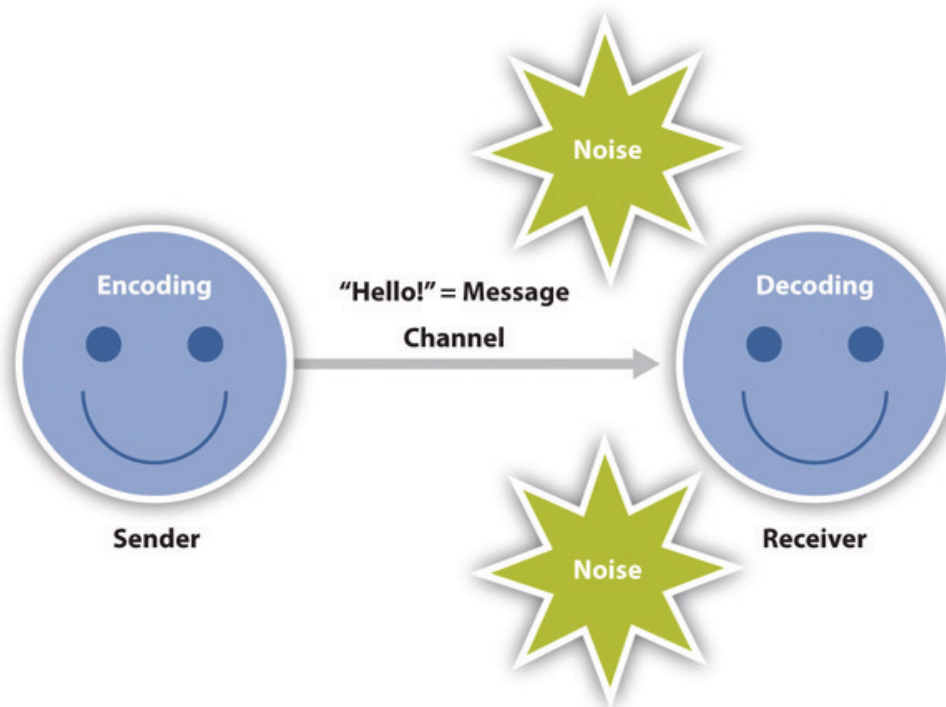 Noise
Encoding
"Hello!" = Message
Decoding
Channel
Sender
Receiver
Noise